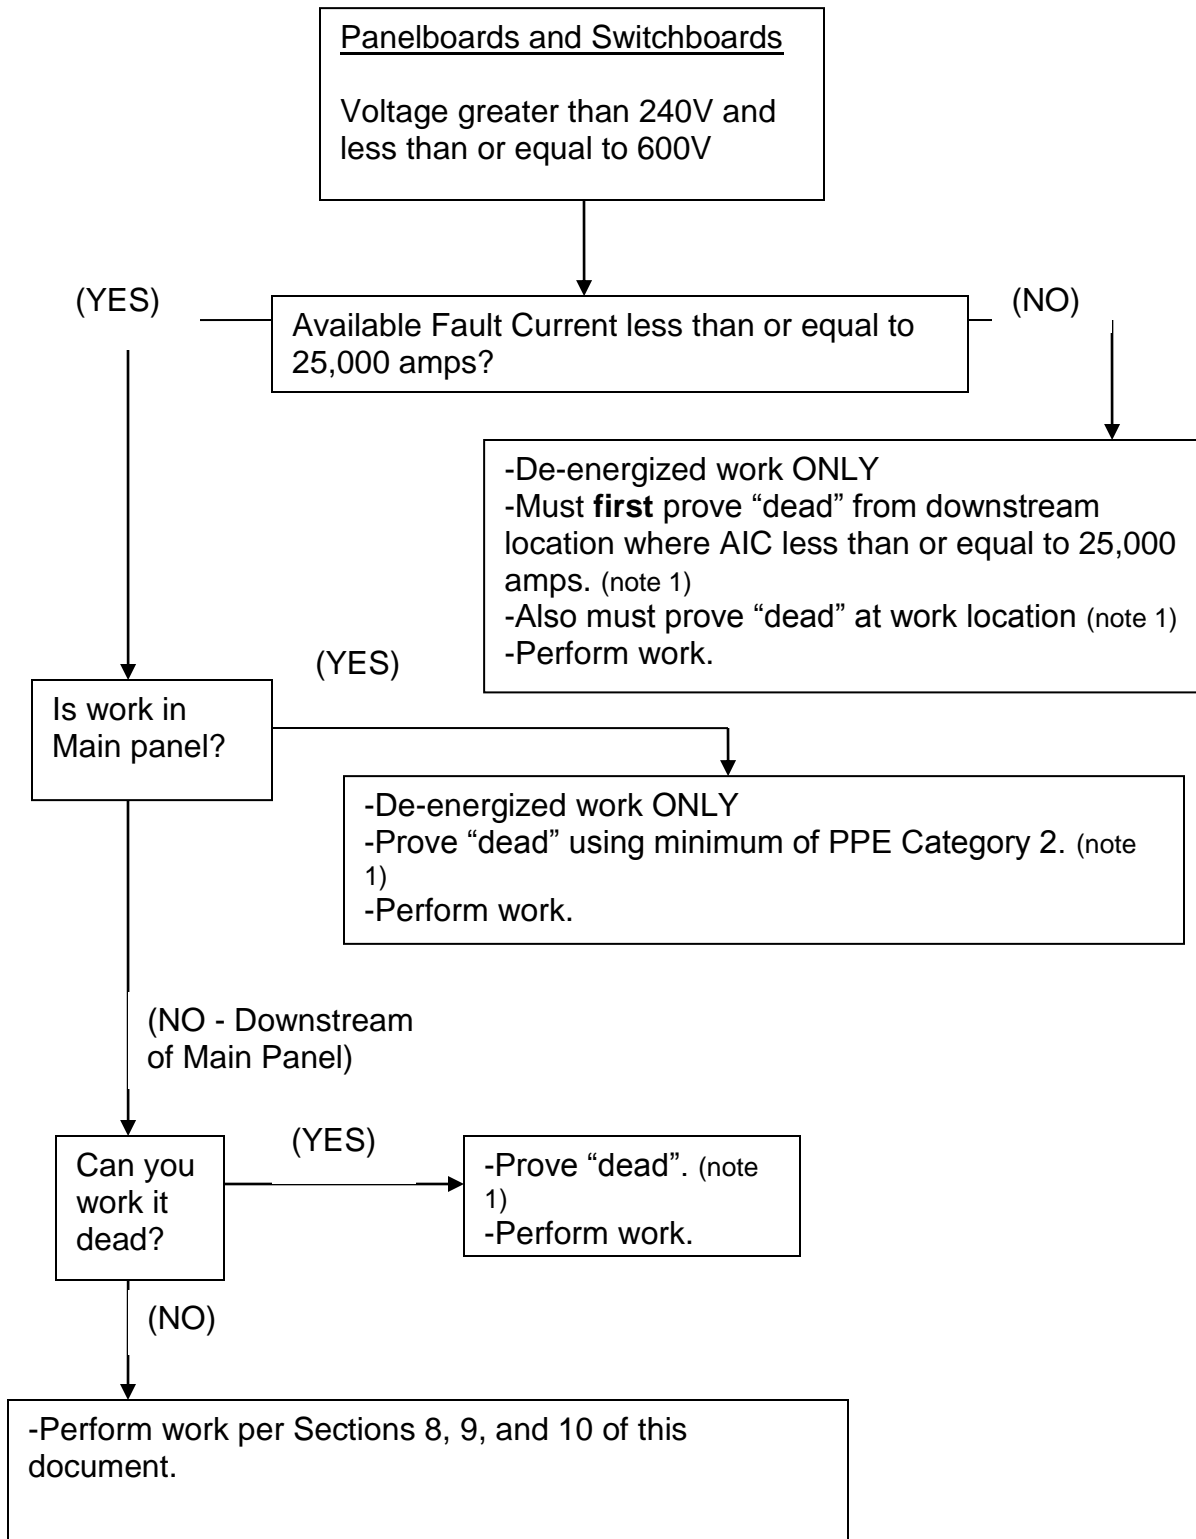 Panelboards and Switchboards
Voltage greater than 240V and
less than or equal to 600V
(YES)
(NO)
Available Fault Current less than or equal to
25,000 amps?
-De-energized work ONLY
-Must first prove “dead” from downstream
location where AIC less than or equal to 25,000
amps. (note 1)
-Also must prove “dead” at work location (note 1)
-Perform work.
(YES)
Is work in
Main panel?
-De-energized work ONLY
-Prove “dead” using minimum of PPE Category 2. (note
1)
-Perform work.
(NO - Downstream
of Main Panel)
(YES)
Can you
work it
dead?
-Prove “dead”. (note
1)
-Perform work.
(NO)
-Perform work per Sections 8, 9, and 10 of this
document.